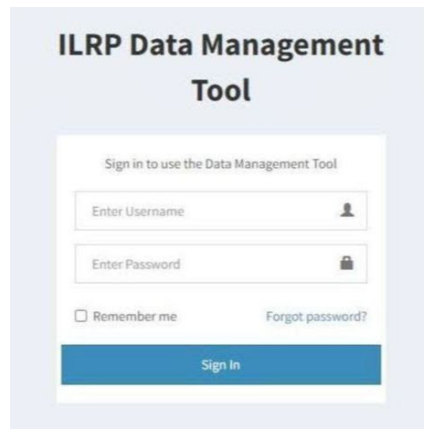 ILRP Data Management
Tool
Sign in to use the Data Management Tool
Enter Username
Enter Password
Remember me
Forgot password?
Sign In